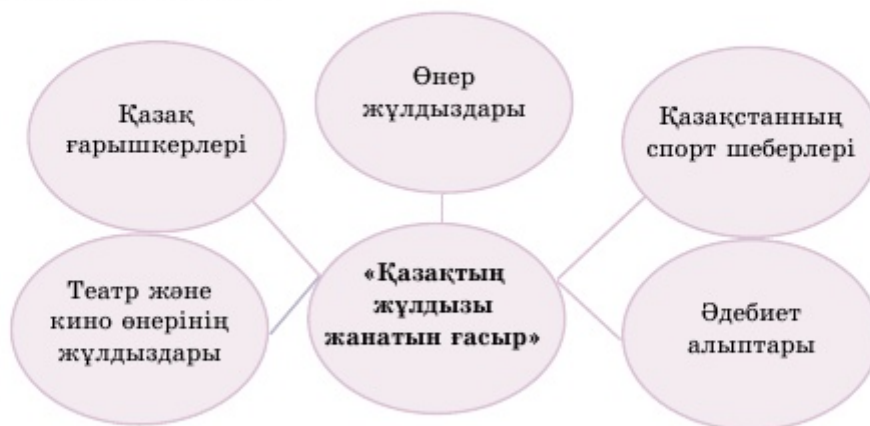 Қазақ
ғарышкерлері
Өнер
жұлдыздары
Қазақстанның
спорт шеберлері
Театр және
кино өнерінің
жұлдыздары
«Қазақтың
жұлдызы
жанатын ғасыр»
Әдебиет
алыптары